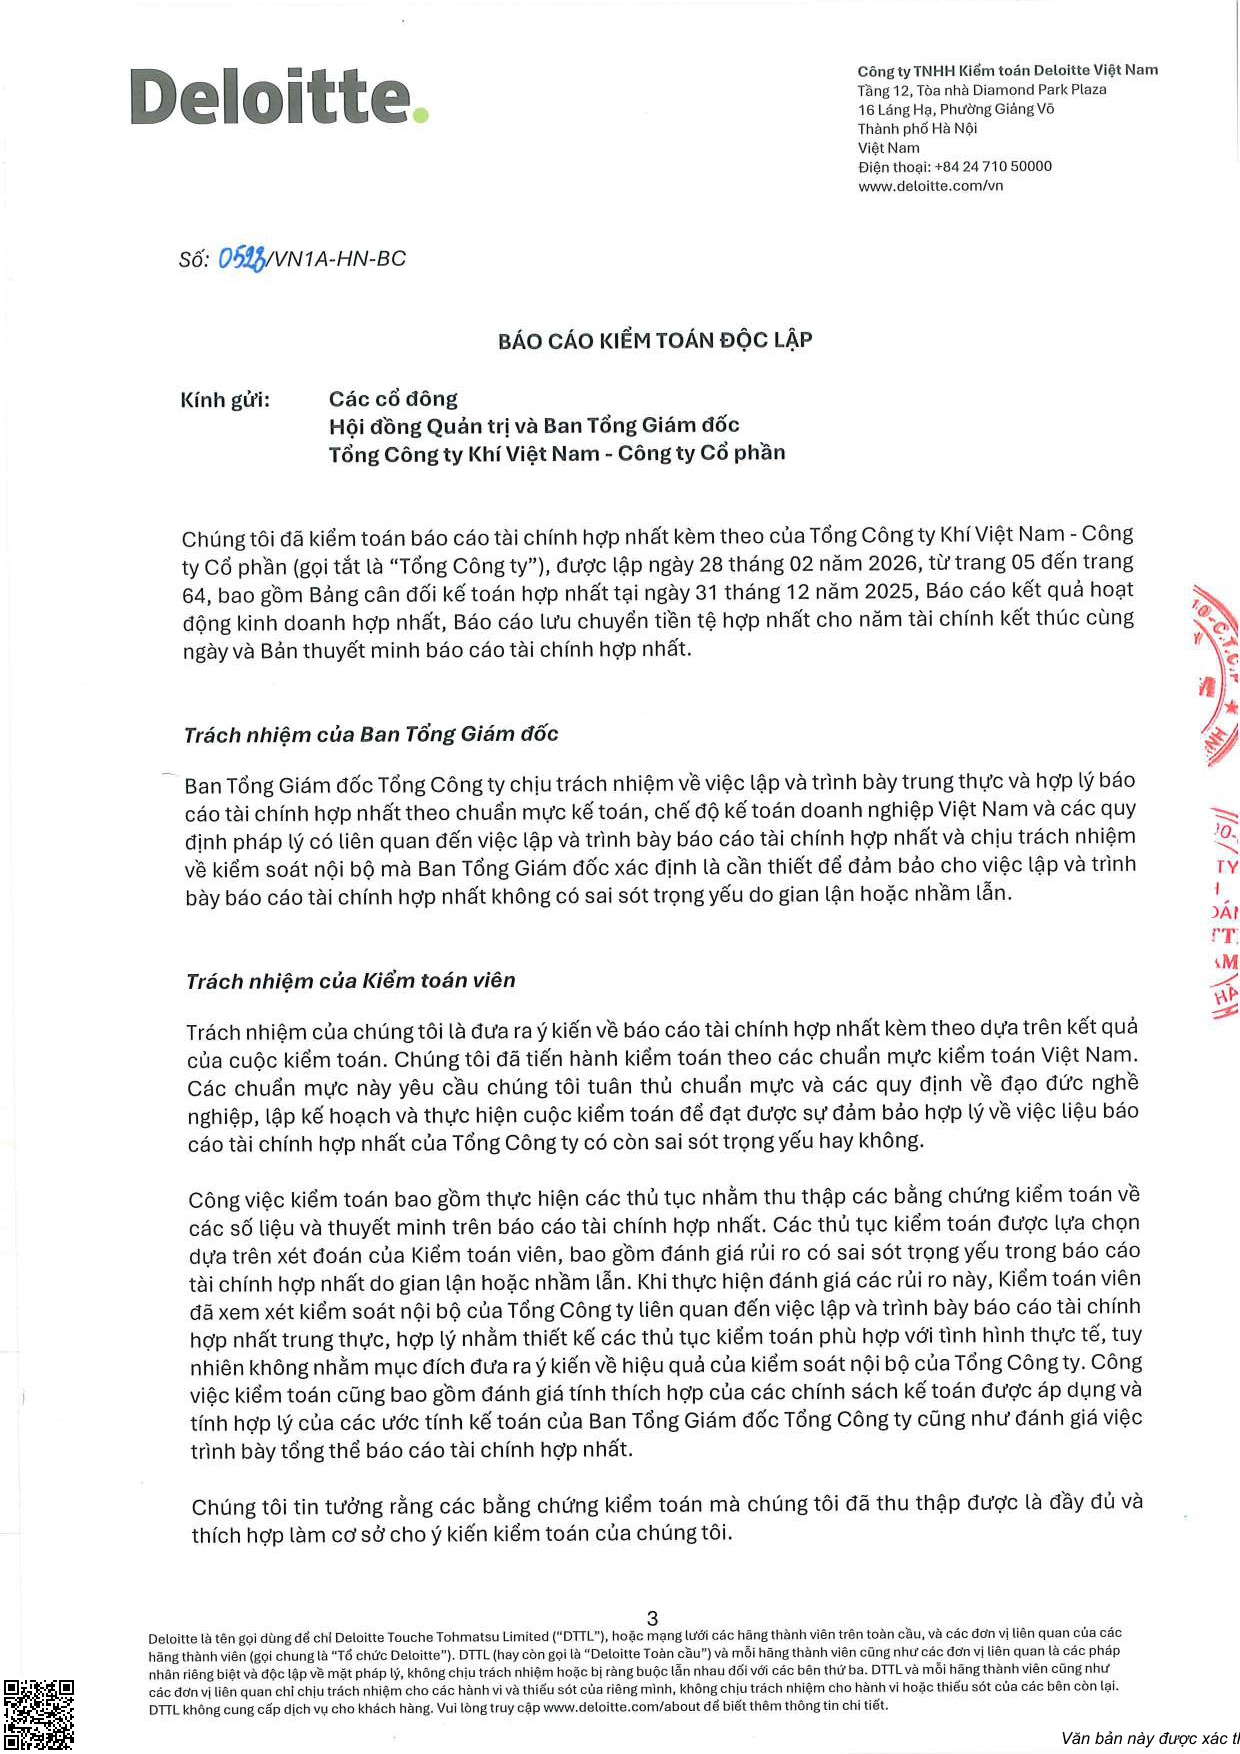 Deloitte.
Công ty TNHH Kiểm toán Deloitte Việt Nam
Tầng 12, Tòa nhà Diamond Park Plaza
16 Láng Hạ, Phường Giảng Võ
Thành phố Hà Nội
Việt Nam
Điện thoại: +84 24 710 50000
www.deloitte.com/vn
Số: 0523/VN1A-HN-BC
BÁO CÁO KIỂM TOÁN ĐỘC LẬP
Kính gửi: Các cổ đông
Hội đồng Quản trị và Ban Tổng Giám đốc
Tổng Công ty Khí Việt Nam - Công ty Cổ phần
Chúng tôi đã kiểm toán báo cáo tài chính hợp nhất kèm theo của Tổng Công ty Khí Việt Nam - Công
ty Cổ phần (gọi tắt là “Tổng Công ty”), được lập ngày 28 tháng 02 năm 2026, từ trang 05 đến trang
64, bao gồm Bảng cân đối kế toán hợp nhất tại ngày 31 tháng 12 năm 2025, Báo cáo kết quả hoạt
động kinh doanh hợp nhất, Báo cáo lưu chuyển tiền tệ hợp nhất cho năm tài chính kết thúc cùng
ngày và Bản thuyết minh báo cáo tài chính hợp nhất.
Trách nhiệm của Ban Tổng Giám đốc
Ban Tổng Giám đốc Tổng Công ty chịu trách nhiệm về việc lập và trình bày trung thực và hợp lý báo
cáo tài chính hợp nhất theo chuẩn mực kế toán, chế độ kế toán doanh nghiệp Việt Nam và các quy
định pháp lý có liên quan đến việc lập và trình bày báo cáo tài chính hợp nhất và chịu trách nhiệm
về kiểm soát nội bộ mà Ban Tổng Giám đốc xác định là cần thiết để đảm bảo cho việc lập và trình
bày báo cáo tài chính hợp nhất không có sai sót trọng yếu do gian lận hoặc nhầm lẫn.
Trách nhiệm của Kiểm toán viên
Trách nhiệm của chúng tôi là đưa ra ý kiến về báo cáo tài chính hợp nhất kèm theo dựa trên kết quả
của cuộc kiểm toán. Chúng tôi đã tiến hành kiểm toán theo các chuẩn mực kiểm toán Việt Nam.
Các chuẩn mực này yêu cầu chúng tôi tuân thủ chuẩn mực và các quy định về đạo đức nghề
nghiệp, lập kế hoạch và thực hiện cuộc kiểm toán để đạt được sự đảm bảo hợp lý về việc liệu báo
cáo tài chính hợp nhất của Tổng Công ty có còn sai sót trọng yếu hay không.
Công việc kiểm toán bao gồm thực hiện các thủ tục nhằm thu thập các bằng chứng kiểm toán về
các số liệu và thuyết minh trên báo cáo tài chính hợp nhất. Các thủ tục kiểm toán được lựa chọn
dựa trên xét đoán của Kiểm toán viên, bao gồm đánh giá rủi ro có sai sót trọng yếu trong báo cáo
tài chính hợp nhất do gian lận hoặc nhầm lẫn. Khi thực hiện đánh giá các rủi ro này, Kiểm toán viên
đã xem xét kiểm soát nội bộ của Tổng Công ty liên quan đến việc lập và trình bày báo cáo tài chính
hợp nhất trung thực, hợp lý nhằm thiết kế các thủ tục kiểm toán phù hợp với tình hình thực tế, tuy
nhiên không nhằm mục đích đưa ra ý kiến về hiệu quả của kiểm soát nội bộ của Tổng Công ty. Công
việc kiểm toán cũng bao gồm đánh giá tính thích hợp của các chính sách kế toán được áp dụng và
tính hợp lý của các ước tính kế toán của Ban Tổng Giám đốc Tổng Công ty cũng như đánh giá việc
trình bày tổng thể báo cáo tài chính hợp nhất.
Chúng tôi tin tưởng rằng các bằng chứng kiểm toán mà chúng tôi đã thu thập được là đầy đủ và
thích hợp làm cơ sở cho ý kiến kiểm toán của chúng tôi.
3
Deloitte là tên gọi dùng để chỉ Deloitte Touche Tohmatsu Limited (“DTTL”), hoặc mạng lưới các hãng thành viên trên toàn cầu, và các đơn vị liên quan của các
hãng thành viên (gọi chung là “Tổ chức Deloitte”). DTTL (hay còn gọi là “Deloitte Toàn cầu”) và mỗi hãng thành viên cũng như các đơn vị liên quan là các pháp
nhân riêng biệt và độc lập về mặt pháp lý, không chịu trách nhiệm hoặc bị ràng buộc lẫn nhau đối với các bên thứ ba. DTTL và mỗi hãng thành viên cũng như
các đơn vị liên quan chỉ chịu trách nhiệm cho các hành vi và thiếu sót của riêng mình, không chịu trách nhiệm cho hành vi hoặc thiếu sót của các bên còn lại.
DTTL không cung cấp dịch vụ cho khách hàng. Vui lòng truy cập www.deloitte.com/about để biết thêm thông tin chi tiết.
Văn bản này được xác th